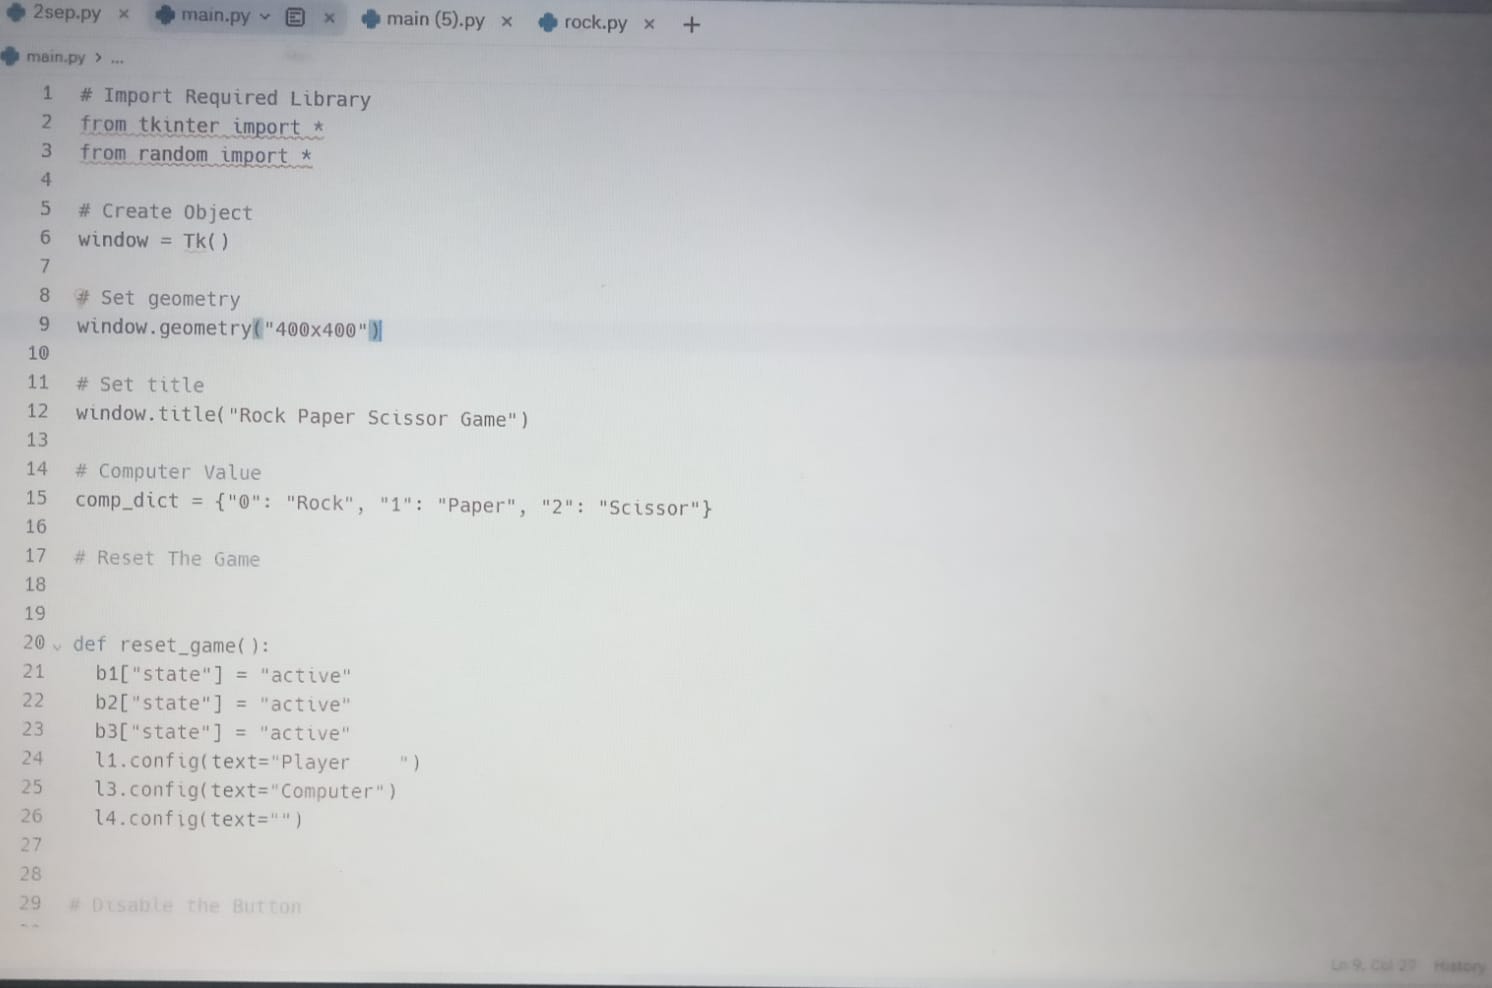 2sep.py × main.py × main (5).py × rock.py × +
main.py > ...
1 # Import Required Library
2 from tkinter import *
3 from random import *
4
5 # Create Object
6 window = Tk()
7
8 # Set geometry
9 window.geometry("400x400")
10
11 # Set title
12 window.title("Rock Paper Scissor Game")
13
14 # Computer Value
15 comp_dict = {"0": "Rock", "1": "Paper", "2": "Scissor"}
16
17 # Reset The Game
18
19
20 def reset_game():
21   b1["state"] = "active"
22   b2["state"] = "active"
23   b3["state"] = "active"
24   l1.config(text="Player    ")
25   l3.config(text="Computer")
26   l4.config(text="")
27
28
29 # Disable the Button
Ln 9, Col 27 History